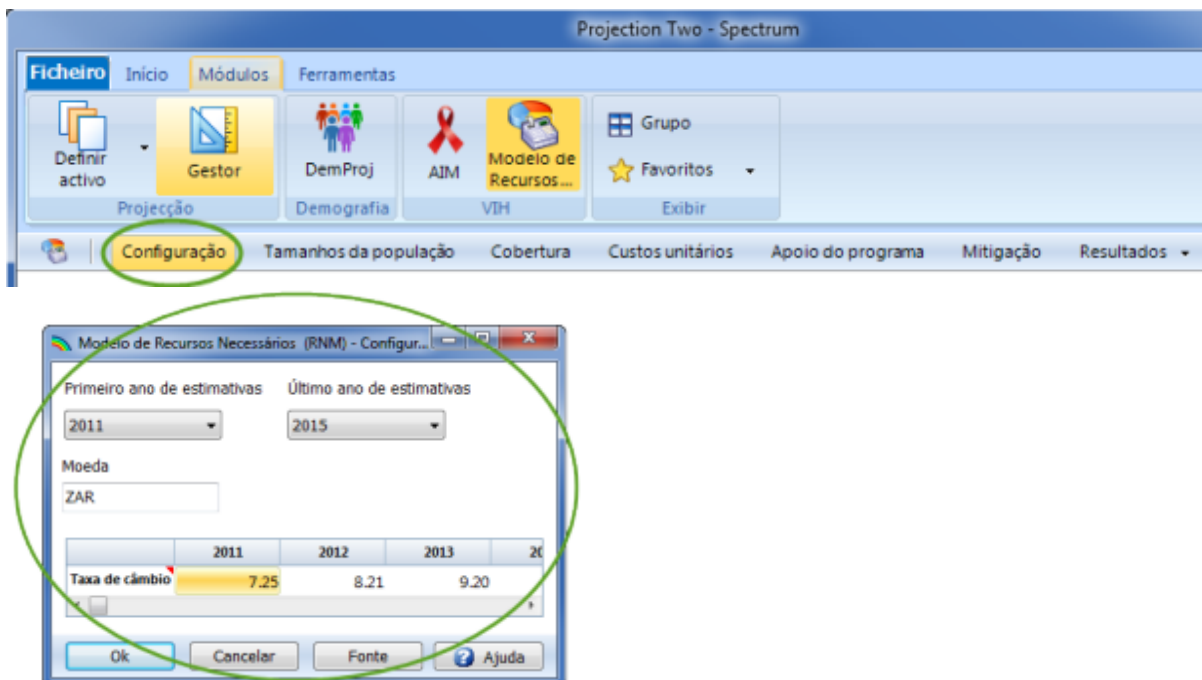 Projection Two - Spectrum
Ficheiro Início Módulos Ferramentas
Definir activo
Gestor
DemProj
AIM
Modelo de Recursos...
Grupo
Favoritos
Projecção Demografia VIH Exibir
Configuração Tamanhos da população Cobertura Custos unitários Apoio do programa Mitigação Resultados
Modelo de Recursos Necessários (RNM) - Configur...
Primeiro ano de estimativas Último ano de estimativas
2011 2015
Moeda
ZAR
2011 2012 2013 20
Taxa de câmbio 7.25 8.21 9.20
Ok Cancelar Fonte Ajuda